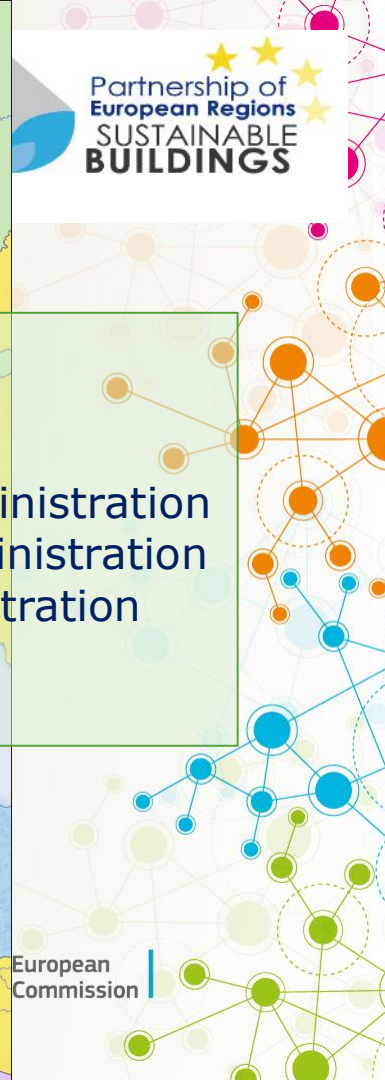 Partnership of
European Regions
SUSTAINABLE
BUILDINGS
inistration
inistration
tration
European
Commission